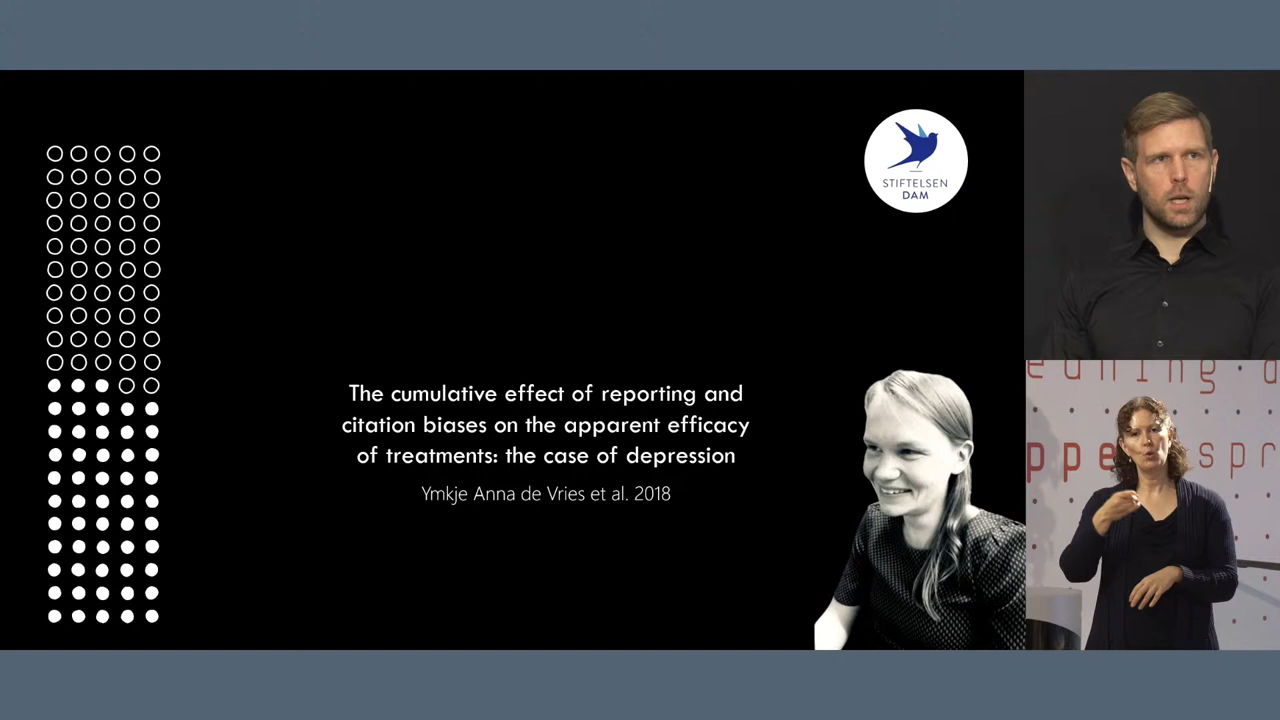 STIFTELSEN
DAM
The cumulative effect of reporting and
citation biases on the apparent efficacy
of treatments: the case of depression
Ymkje Anna de Vries et al. 2018